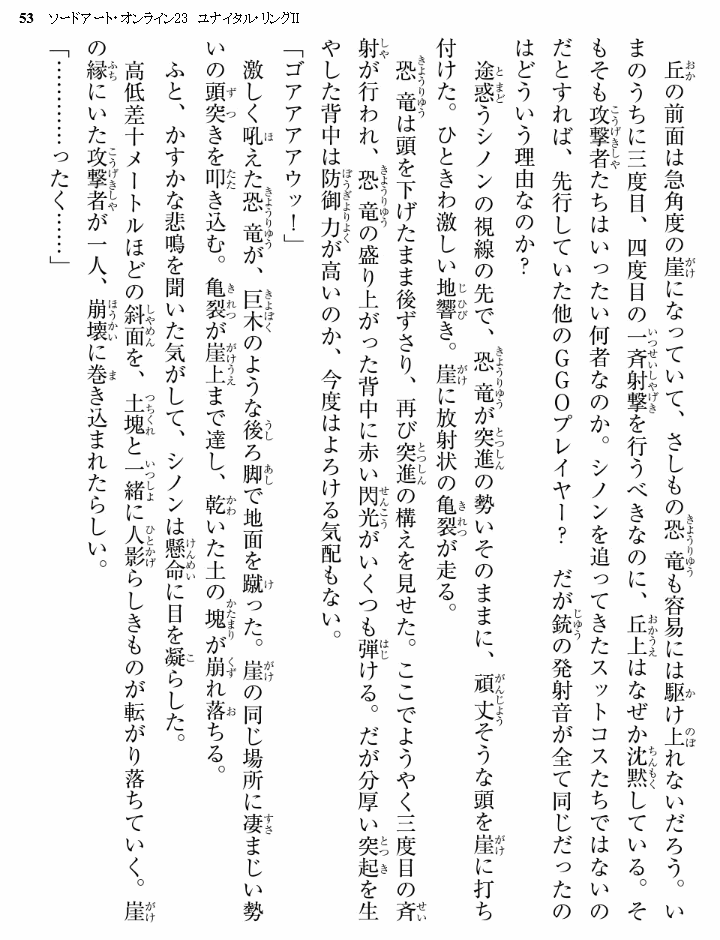 53　ソードアート・オンライン23　ユナイタル・リングⅡ
　丘の前面は急角度の崖になっていて、さしもの恐竜も容易には駆け上れないだろう。い
まのうちに三度目、四度目の一斉射撃を行うべきなのに、丘上はなぜか沈黙している。そ
もそも攻撃者たちはいったい何者なのか。シノンを追ってきたスットコスたちではないの
だとすれば、先行していた他のＧＧＯプレイヤー？　だが銃の発射音が全て同じだったの
はどういう理由なのか？
　途惑うシノンの視線の先で、恐竜が突進の勢いそのままに、頑丈そうな頭を崖に打ち
付けた。ひときわ激しい地響き。崖に放射状の亀裂が走る。
　恐竜は頭を下げたまま後ずさり、再び突進の構えを見せた。ここでようやく三度目の斉
射が行われ、恐竜の盛り上がった背中に赤い閃光がいくつも弾ける。だが分厚い突起を生
やした背中は防御力が高いのか、今度はよろける気配もない。
「ゴアアアアウッ！」
　激しく吼えた恐竜が、巨木のような後ろ脚で地面を蹴った。崖の同じ場所に凄まじい勢
いの頭突きを叩き込む。亀裂が崖上まで達し、乾いた土の塊が崩れ落ちる。
　ふと、かすかな悲鳴を聞いた気がして、シノンは懸命に目を凝らした。
　高低差十メートルほどの斜面を、土塊と一緒に人影らしきものが転がり落ちていく。崖
の縁にいた攻撃者が一人、崩壊に巻き込まれたらしい。
「…………ったく……」